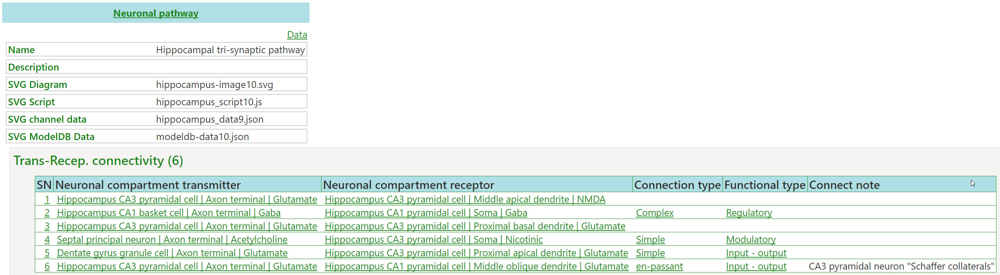 Neuronal pathway
Data
Name Hippocampal tri-synaptic pathway
Description
SVG Diagram hippocampus-image10.svg
SVG Script hippocampus_script10.js
SVG channel data hippocampus_data9.json
SVG ModelDB Data modeldb-data10.json
Trans-Recep. connectivity (6)
SN Neuronal compartment transmitter Neuronal compartment receptor Connection type Functional type Connect note
1 Hippocampus CA3 pyramidal cell | Axon terminal | Glutamate Hippocampus CA3 pyramidal cell | Middle apical dendrite | NMDA
2 Hippocampus CA1 basket cell | Axon terminal | Gaba Hippocampus CA1 pyramidal cell | Soma | Gaba Complex Regulatory
3 Hippocampus CA3 pyramidal cell | Axon terminal | Glutamate Hippocampus CA3 pyramidal cell | Proximal basal dendrite | Glutamate
4 Septal principal neuron | Axon terminal | Acetylcholine Hippocampus CA3 pyramidal cell | Soma | Nicotinic Simple Modulatory
5 Dentate gyrus granule cell | Axon terminal | Glutamate Hippocampus CA3 pyramidal cell | Proximal apical dendrite | Glutamate Simple Input - output
6 Hippocampus CA3 pyramidal cell | Axon terminal | Glutamate Hippocampus CA1 pyramidal cell | Middle oblique dendrite | Glutamate en-passant Input - output CA3 pyramidal neuron "Schaffer collaterals"